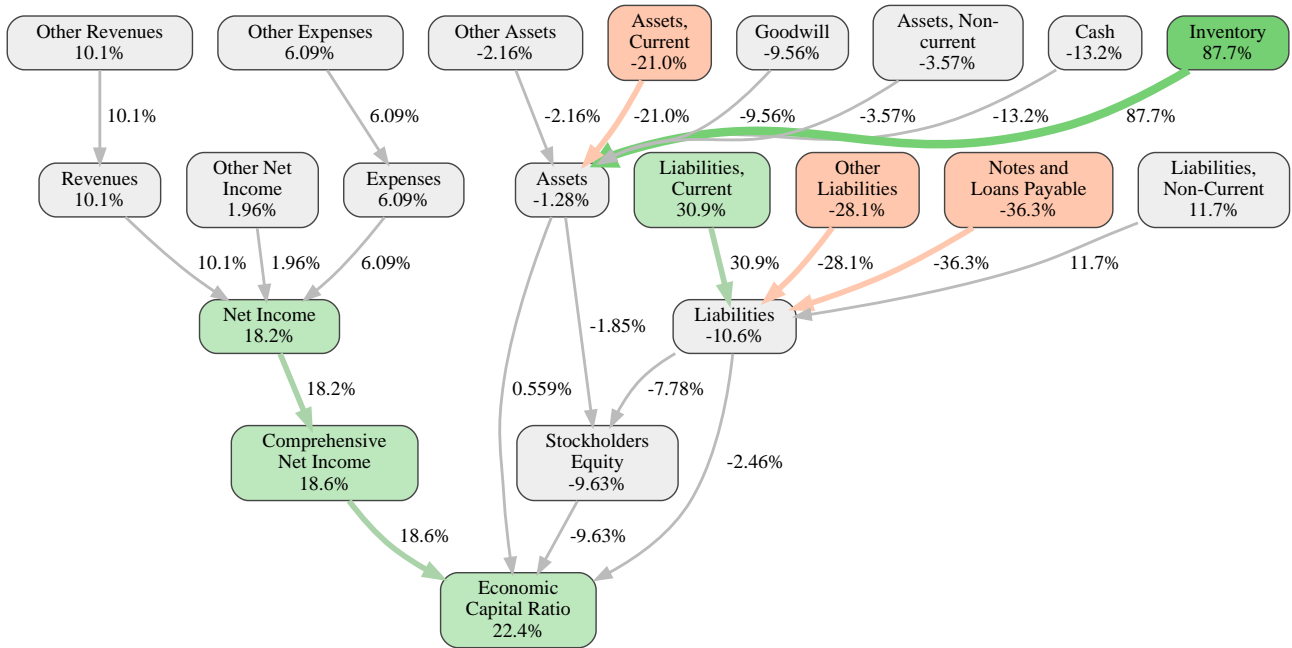 Other Revenues
10.1%
Other Expenses
6.09%
Other Assets
-2.16%
Assets,
Current
-21.0%
Goodwill
-9.56%
Assets, Non-
current
-3.57%
Cash
-13.2%
Inventory
87.7%
10.1%
6.09%
-2.16%
-21.0%
-9.56%
-3.57%
-13.2%
87.7%
Revenues
10.1%
Other Net
Income
1.96%
Expenses
6.09%
Assets
-1.28%
Liabilities,
Current
30.9%
Other
Liabilities
-28.1%
Notes and
Loans Payable
-36.3%
Liabilities,
Non-Current
11.7%
10.1%
1.96%
6.09%
30.9%
-28.1%
-36.3%
11.7%
Net Income
18.2%
-1.85%
Liabilities
-10.6%
18.2%
0.559%
-7.78%
Comprehensive
Net Income
18.6%
Stockholders
Equity
-9.63%
-2.46%
18.6%
-9.63%
Economic
Capital Ratio
22.4%